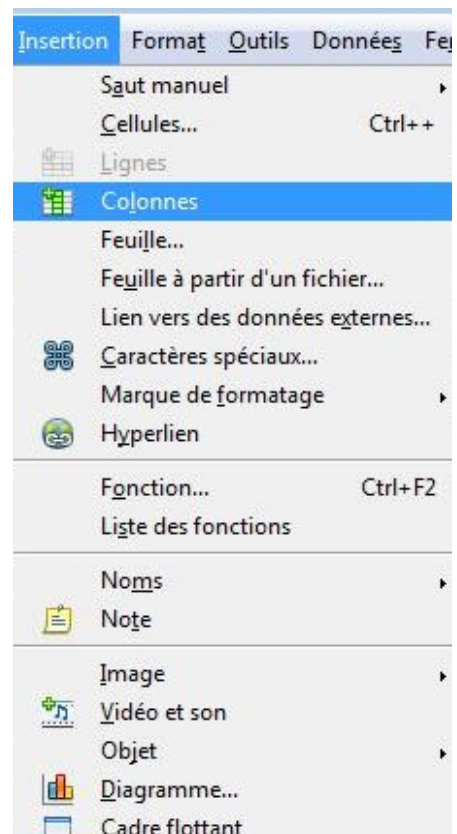 Insertion Format Outils Données Fe
Saut manuel
Cellules... Ctrl++
Lignes
Colonnes
Feuille...
Feuille à partir d'un fichier...
Lien vers des données externes...
Caractères spéciaux...
Marque de formatage
Hyperlien
Fonction... Ctrl+F2
Liste des fonctions
Noms
Note
Image
Vidéo et son
Objet
Diagramme...
Cadre flottant